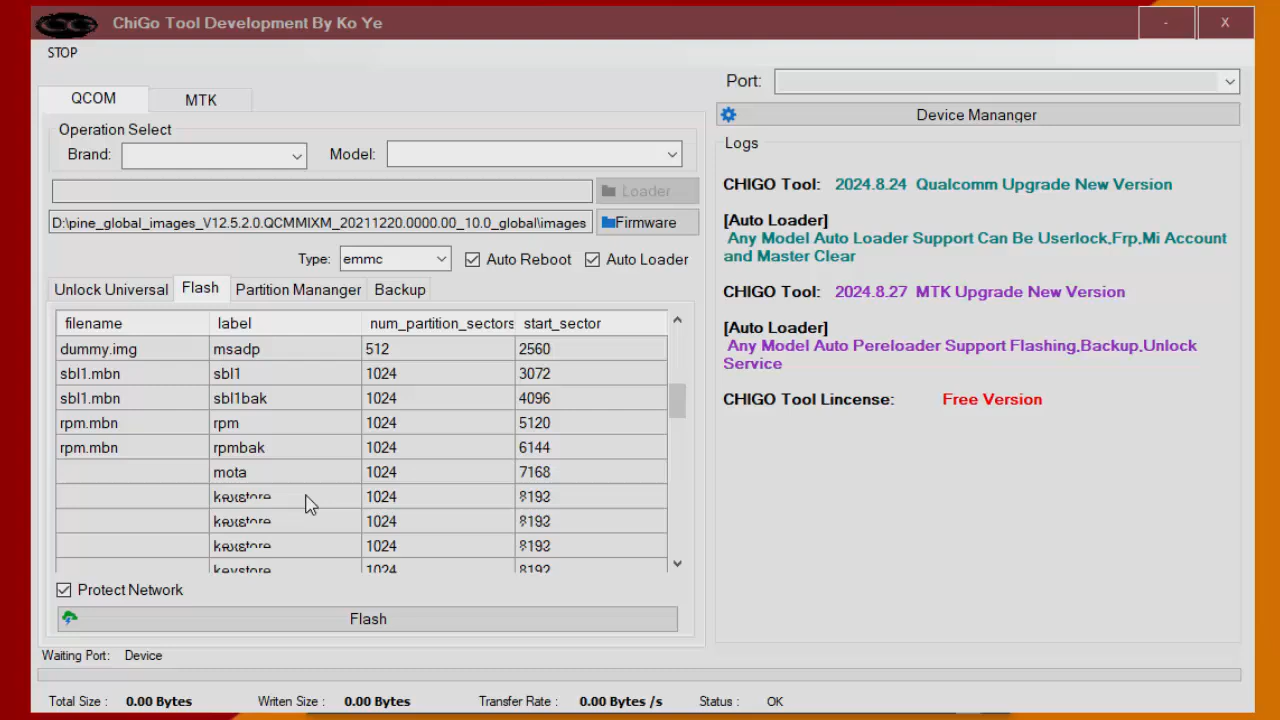 ChiGo Tool Development By Ko Ye
- X
STOP
QCOM MTK
Operation Select
Brand: Model:
Loader
D:\pine_global_images_V12.5.2.0.QCMMIXM_20211220.0000.00_10.0_global\images Firmware
Type: emmc Auto Reboot Auto Loader
Unlock Universal Flash Partition Mananger Backup
filename label num_partition_sectors start_sector
dummy.img msadp 512 2560
sbl1.mbn sbl1 1024 3072
sbl1.mbn sbl1bak 1024 4096
rpm.mbn rpm 1024 5120
rpm.mbn rpmbak 1024 6144
mota 1024 7168
keystore 1024 8192
keystore 1024 8192
keystore 1024 8192
keystore 1024 8192
Protect Network
Flash
Port:
Device Mananger
Logs
CHIGO Tool: 2024.8.24 Qualcomm Upgrade New Version
[Auto Loader]
Any Model Auto Loader Support Can Be Userlock,Frp,Mi Account
and Master Clear
CHIGO Tool: 2024.8.27 MTK Upgrade New Version
[Auto Loader]
Any Model Auto Pereloader Support Flashing,Backup,Unlock
Service
CHIGO Tool Lincense: Free Version
Waiting Port: Device
Total Size : 0.00 Bytes Writen Size : 0.00 Bytes Transfer Rate : 0.00 Bytes /s Status : OK